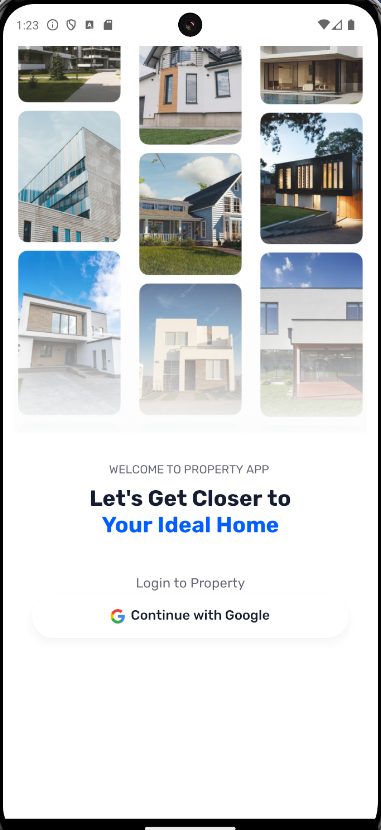 1:23
WELCOME TO PROPERTY APP
Let's Get Closer to
Your Ideal Home
Login to Property
Continue with Google